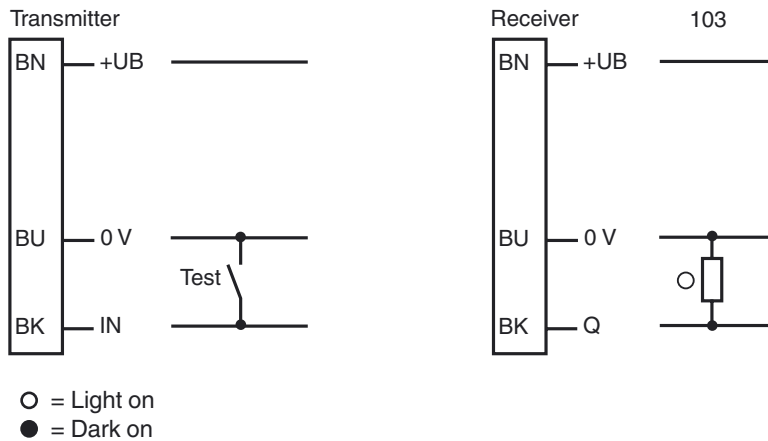 Transmitter
BN +UB
BU 0 V
Test
BK IN
Receiver 103
BN +UB
BU 0 V
BK Q
= Light on
= Dark on